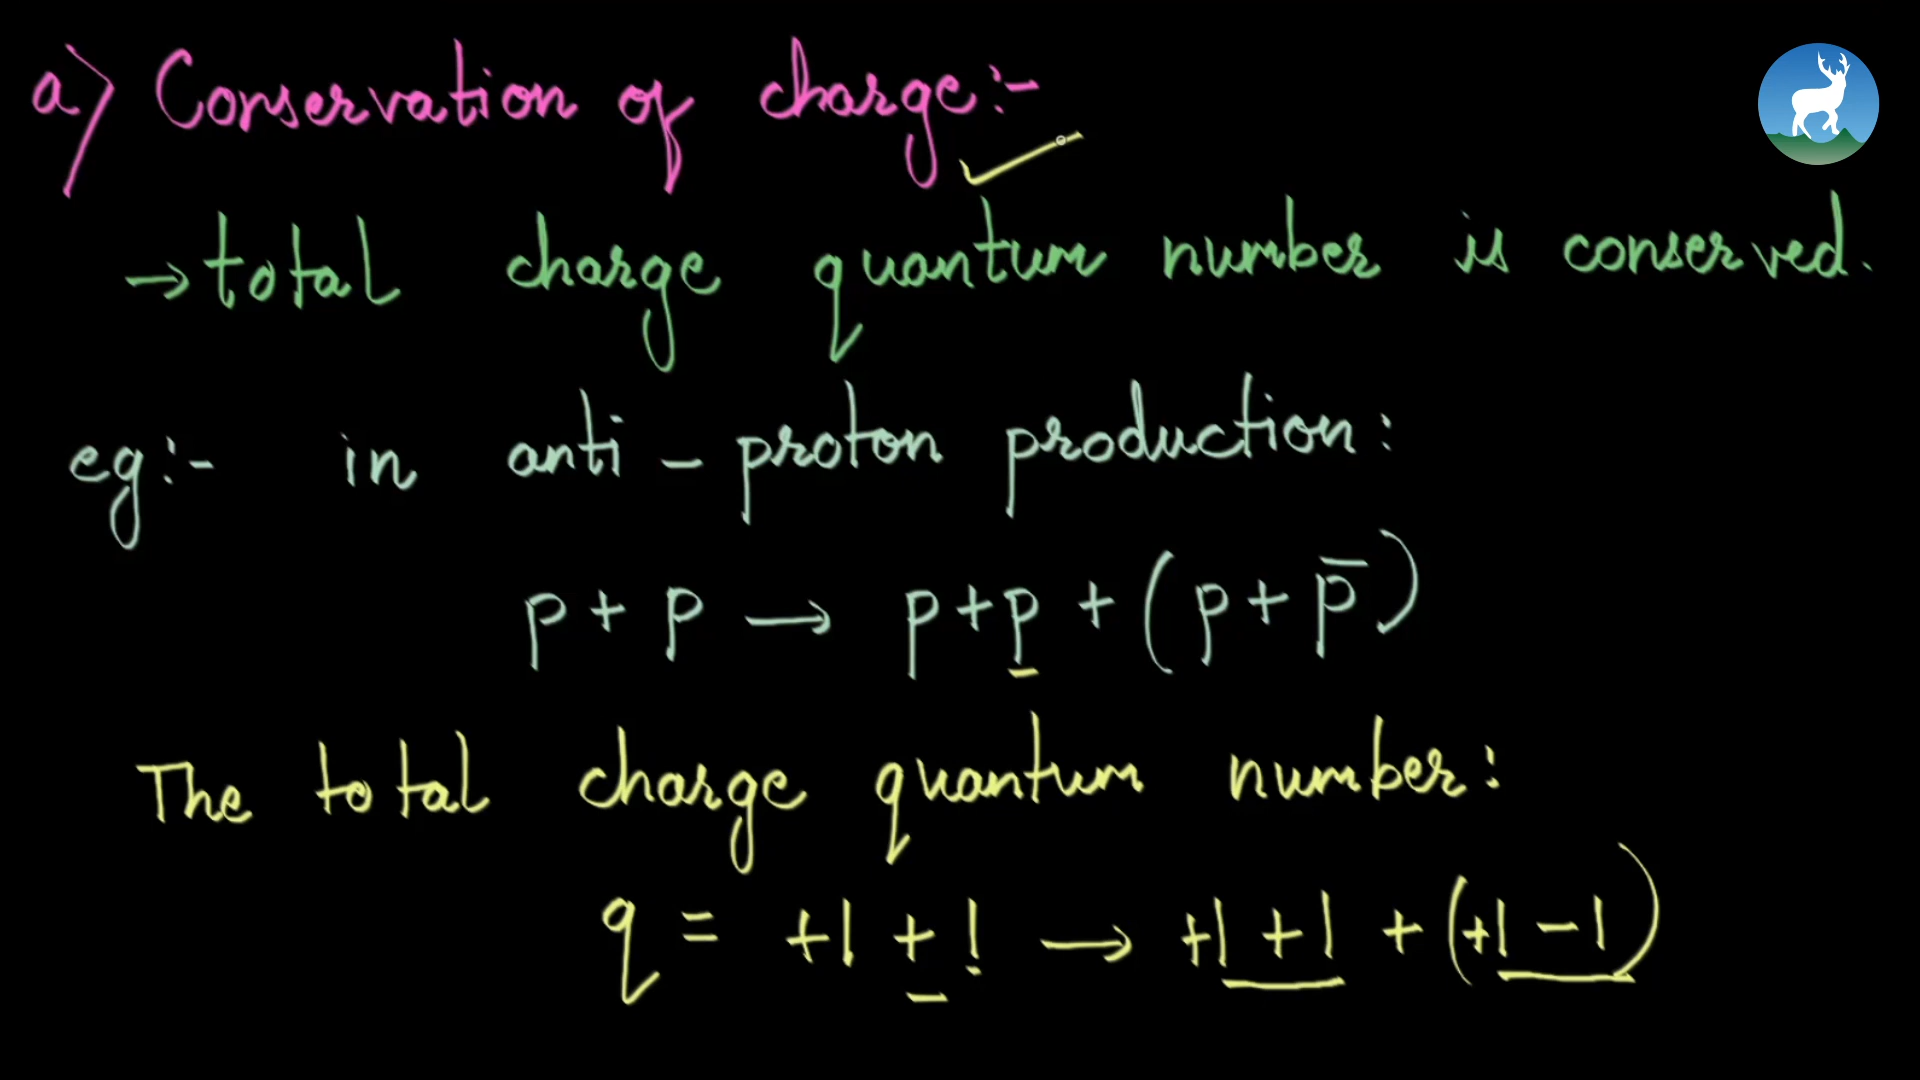 a) Conservation of charge:-
→ total charge quantum number is conserved.
eg:- in anti-proton production:
p + p → p + p + (p + p̅)
The total charge quantum number:
q = +1 + 1 → +1 + 1 + (+1 - 1)